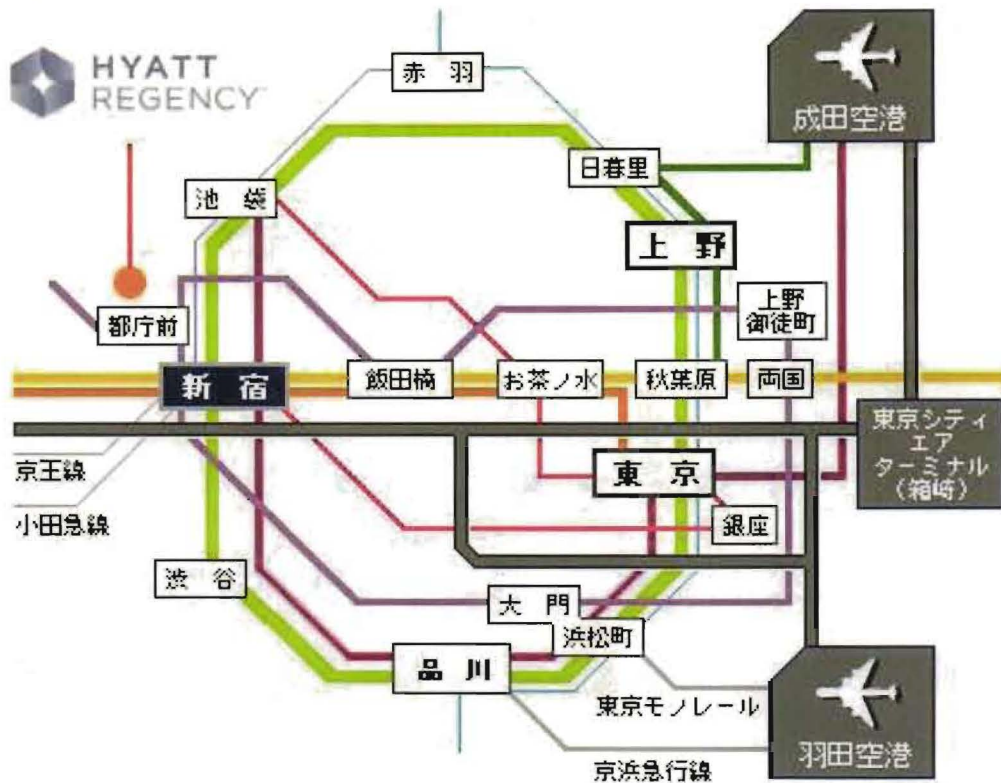 HYATT
REGENCY
赤羽
成田空港
日暮里
池袋
上野
上野
御徒町
都庁前
新宿
飯田橋
お茶ノ水
秋葉原
両国
東京シティ
エア
ターミナル
(箱崎)
京王線
東京
小田急線
銀座
渋谷
大門
浜松町
品川
東京モノレール
羽田空港
京浜急行線